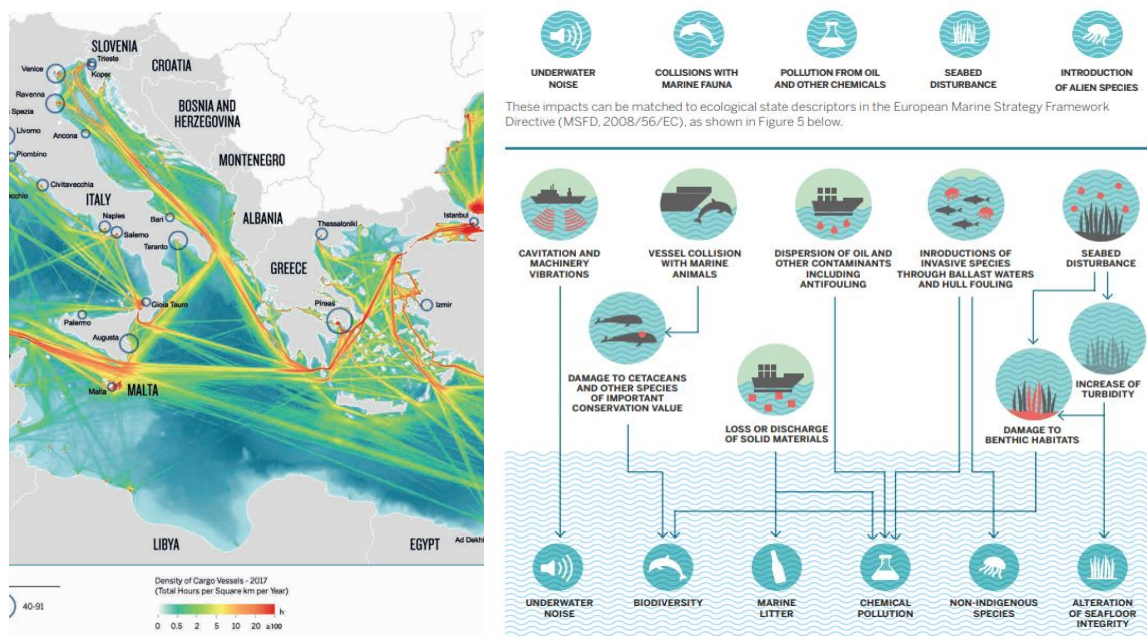 SLOVENIA
Trieste
Venice
Koper
CROATIA
Ravenna
BOSNIA AND
HERZEGOVINA
Spezia
Livorno
Ancona
Piombino
MONTENEGRO
Civitavecchia
cchio
ITALY
Naples
Salerno
Bari
Taranto
ALBANIA
Thessaloniki
Istanbul
GREECE
Gioia Tauro
Pireas
Izmir
Palermo
Augusta
Malta
MALTA
LIBYA
EGYPT
Ad Dekhi
40-91
Density of Cargo Vessels - 2017
(Total Hours per Square km per Year)
h
0 0.5 2 5 10 20 ≥100
UNDERWATER
NOISE
COLLISIONS WITH
MARINE FAUNA
POLLUTION FROM OIL
AND OTHER CHEMICALS
SEABED
DISTURBANCE
INTRODUCTION
OF ALIEN SPECIES
These impacts can be matched to ecological state descriptors in the European Marine Strategy Framework
Directive (MSFD, 2008/56/EC), as shown in Figure 5 below.
CAVITATION AND
MACHINERY
VIBRATIONS
VESSEL COLLISION
WITH MARINE
ANIMALS
DISPERSION OF OIL AND
OTHER CONTAMINANTS
INCLUDING
ANTIFOULING
INRODUCTIONS OF
INVASIVE SPECIES
THROUGH BALLAST WATERS
AND HULL FOULING
SEABED
DISTURBANCE
DAMAGE TO CETACEANS
AND OTHER SPECIES
OF IMPORTANT
CONSERVATION VALUE
LOSS OR DISCHARGE
OF SOLID MATERIALS
INCREASE OF
TURBIDITY
DAMAGE TO
BENTHIC HABITATS
UNDERWATER
NOISE
BIODIVERSITY
MARINE
LITTER
CHEMICAL
POLLUTION
NON-INDIGENOUS
SPECIES
ALTERATION
OF SEAFLOOR
INTEGRITY